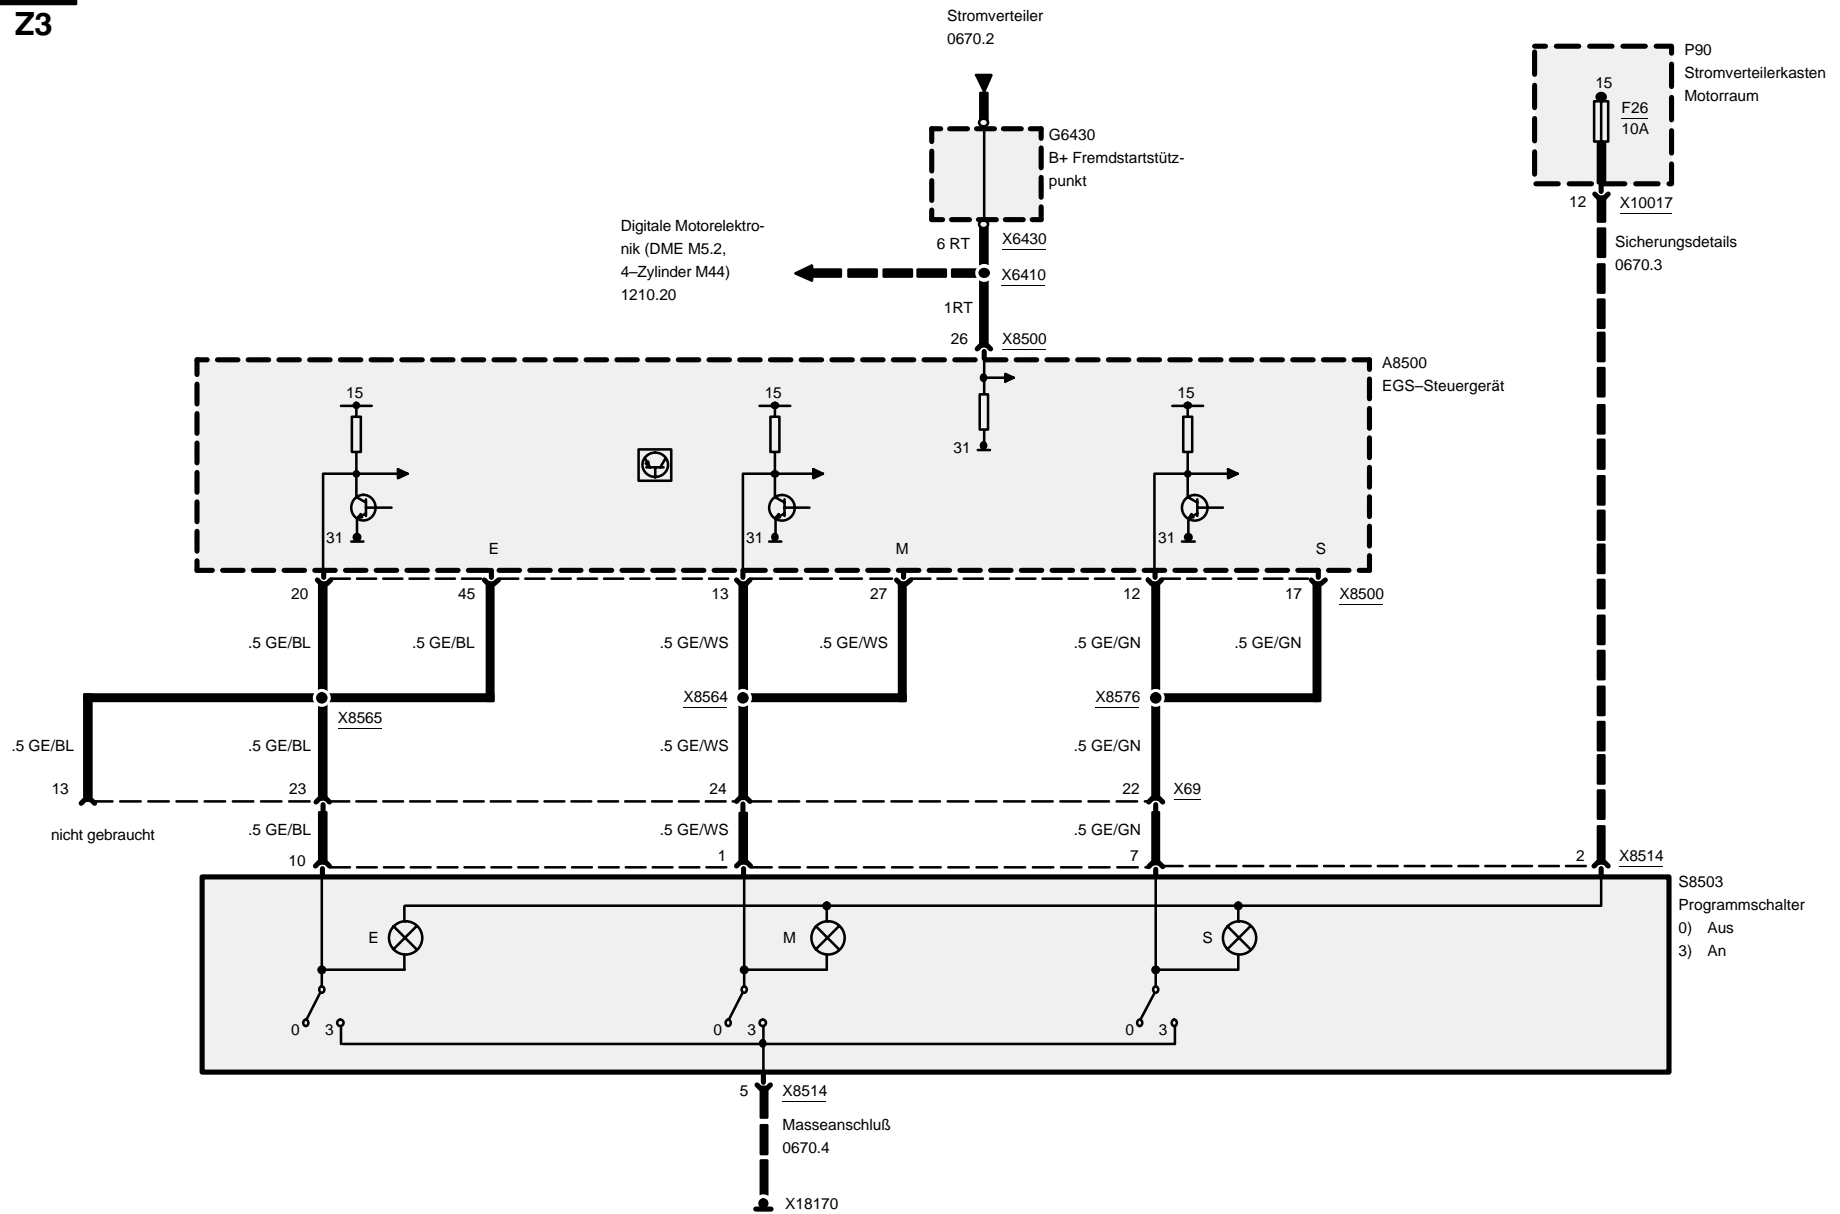 Z3
Stromverteiler
0670.2
P90
Stromverteilerkasten
Motorraum
15
F26
10A
12
X10017
Sicherungsdetails
0670.3
G6430
B+ Fremdstartstütz-
punkt
Digitale Motorelektro-
nik (DME M5.2,
4–Zylinder M44)
1210.20
6 RT
X6430
X6410
1RT
26
X8500
A8500
EGS–Steuergerät
15
15
15
31
31
31
31
E
M
S
20
45
13
27
12
17
X8500
.5 GE/BL
.5 GE/BL
.5 GE/WS
.5 GE/WS
.5 GE/GN
.5 GE/GN
X8565
X8564
X8576
.5 GE/BL
.5 GE/BL
.5 GE/WS
.5 GE/GN
13
23
24
22
X69
nicht gebraucht
.5 GE/BL
.5 GE/WS
.5 GE/GN
10
1
7
2
X8514
S8503
Programmschalter
0) Aus
3) An
E
M
S
0
3
0
3
0
3
5
X8514
Masseanschluß
0670.4
X18170